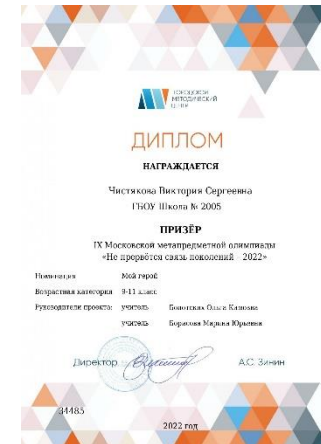 ГОРОДСКОЙ
МЕТОДИЧЕСКИЙ
ЦЕНТР
ДИПЛОМ
НАГРАЖДАЕТСЯ
Чистякова Виктория Сергеевна
ГБОУ Школа № 2005
ПРИЗЁР
IX Московской метапредметной олимпиады
«Не прервётся связь поколений – 2022»
Номинация Мой герой
Возрастная категория 9-11 класс
Руководители проекта: учитель Ольга
учитель Борисова Марина Юрьевна
Директор А.С. Зинин
34485
2022 год